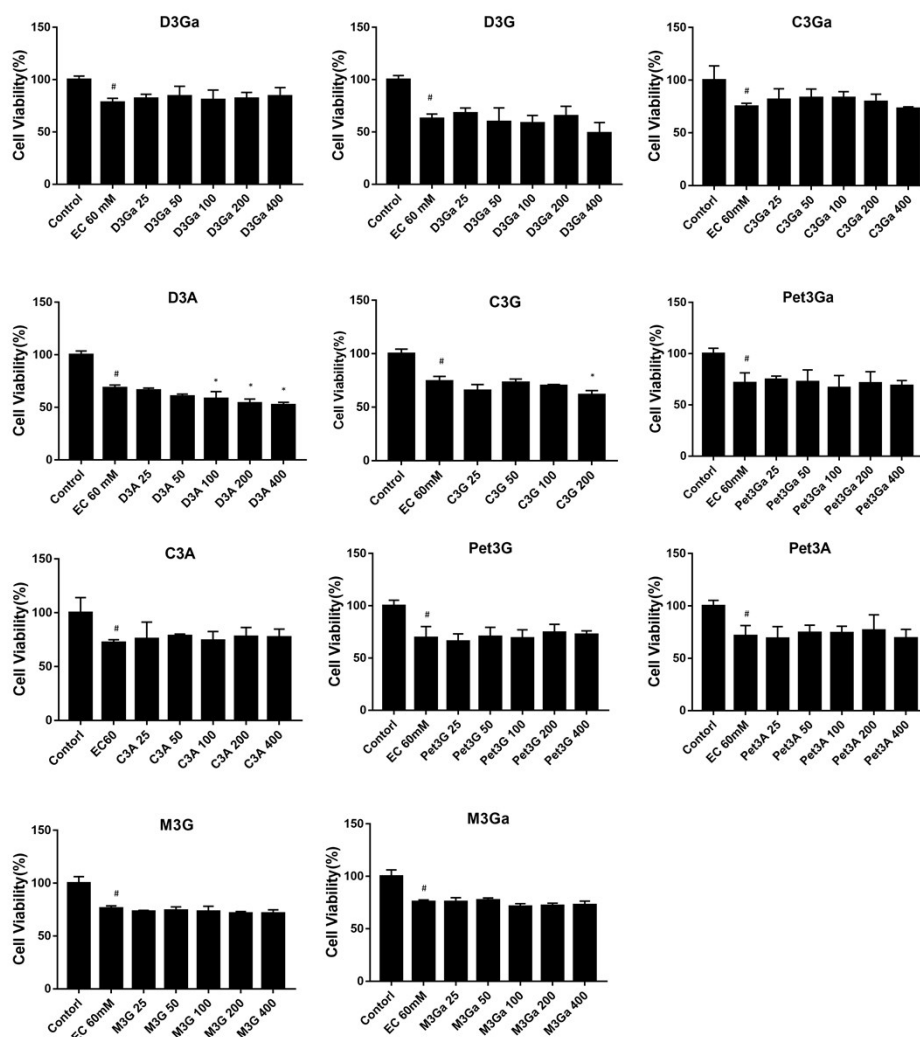 D3Ga
Cell Viability(%)
150
100
50
0
#
Control
EC 60 mM
D3Ga 25
D3Ga 50
D3Ga 100
D3Ga 200
D3Ga 400
D3G
Cell Viability(%)
150
100
50
0
#
Control
EC 60 mM
D3Ga 25
D3Ga 50
D3Ga 100
D3Ga 200
D3Ga 400
C3Ga
Cell Viability(%)
150
100
50
0
#
Contorl
EC 60mM
C3Ga 25
C3Ga 50
C3Ga 100
C3Ga 200
C3Ga 400
D3A
Cell Viability(%)
150
100
50
0
#
*
*
*
Control
EC 60 mM
D3A 25
D3A 50
D3A 100
D3A 200
D3A 400
C3G
Cell Viability(%)
150
100
50
0
#
*
Control
EC 60mM
C3G 25
C3G 50
C3G 100
C3G 200
Pet3Ga
Cell Viability(%)
150
100
50
0
#
Control
EC 60mM
Pet3Ga 25
Pet3Ga 50
Pet3Ga 100
Pet3Ga 200
Pet3Ga 400
C3A
Cell Viability(%)
150
100
50
0
#
Contorl
EC60
C3A 25
C3A 50
C3A 100
C3A 200
C3A 400
Pet3G
Cell Viability(%)
150
100
50
0
#
Contorl
EC 60mM
Pet3G 25
Pet3G 50
Pet3G 100
Pet3G 200
Pet3G 400
Pet3A
Cell Viability(%)
150
100
50
0
#
Contorl
EC 60mM
Pet3A 25
Pet3A 50
Pet3A 100
Pet3A 200
Pet3A 400
M3G
Cell Viability(%)
150
100
50
0
#
Contorl
EC 60mM
M3G 25
M3G 50
M3G 100
M3G 200
M3G 400
M3Ga
Cell Viability(%)
150
100
50
0
#
Contorl
EC 60mM
M3Ga 25
M3Ga 50
M3Ga 100
M3Ga 200
M3Ga 400